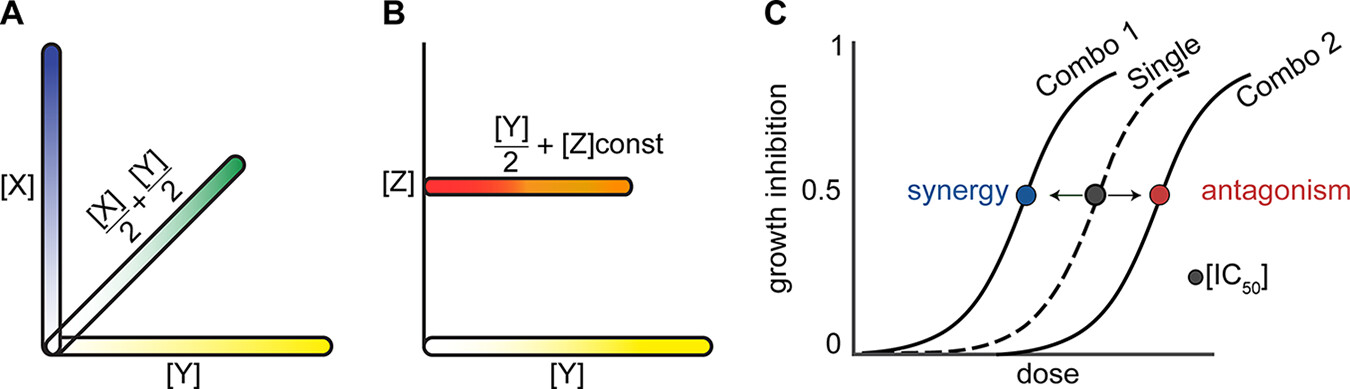 A
[X]
[X]/2 + [Y]/2
[Y]
B
[Z]
[Y]/2 + [Z]const
[Y]
C
growth inhibition
1
0.5
0
Combo 1
Single
Combo 2
synergy
antagonism
[IC₅₀]
dose